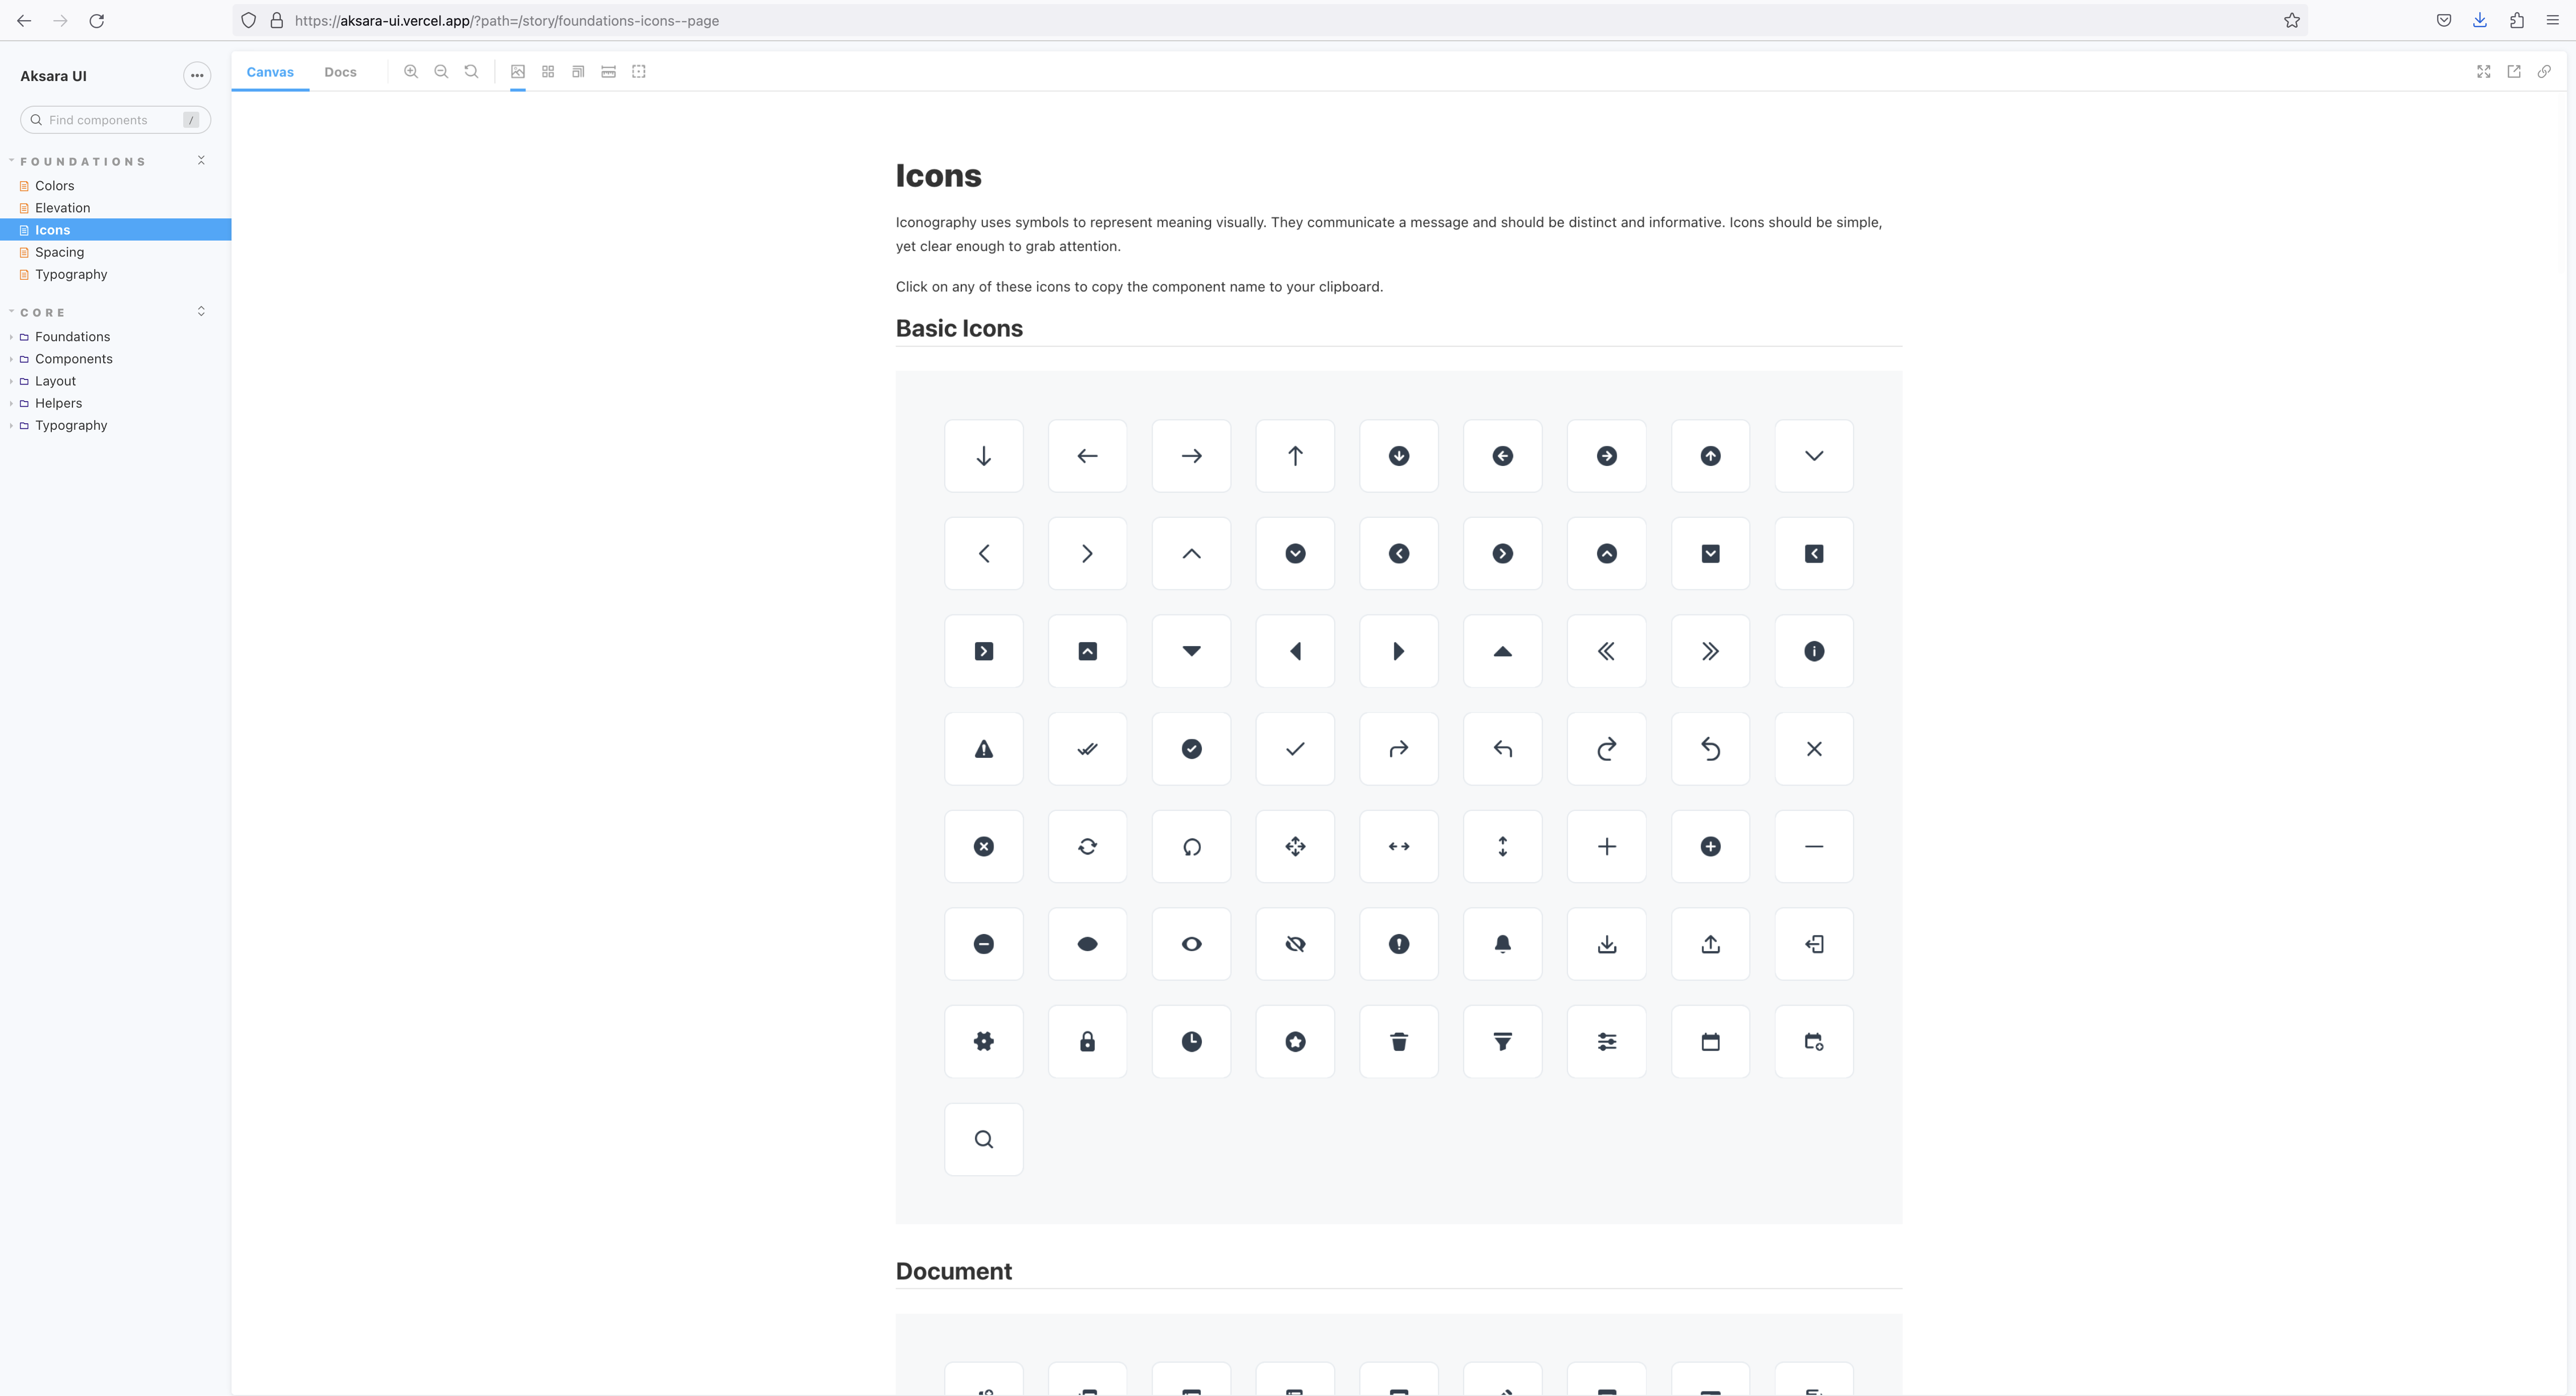 https://aksara-ui.vercel.app/?path=/story/foundations-icons--page
Aksara UI
Find components
/
FOUNDATIONS
Colors
Elevation
Icons
Spacing
Typography
CORE
Foundations
Components
Layout
Helpers
Typography
Canvas
Docs
Icons
Iconography uses symbols to represent meaning visually. They communicate a message and should be distinct and informative. Icons should be simple,
yet clear enough to grab attention.
Click on any of these icons to copy the component name to your clipboard.
Basic Icons
Document